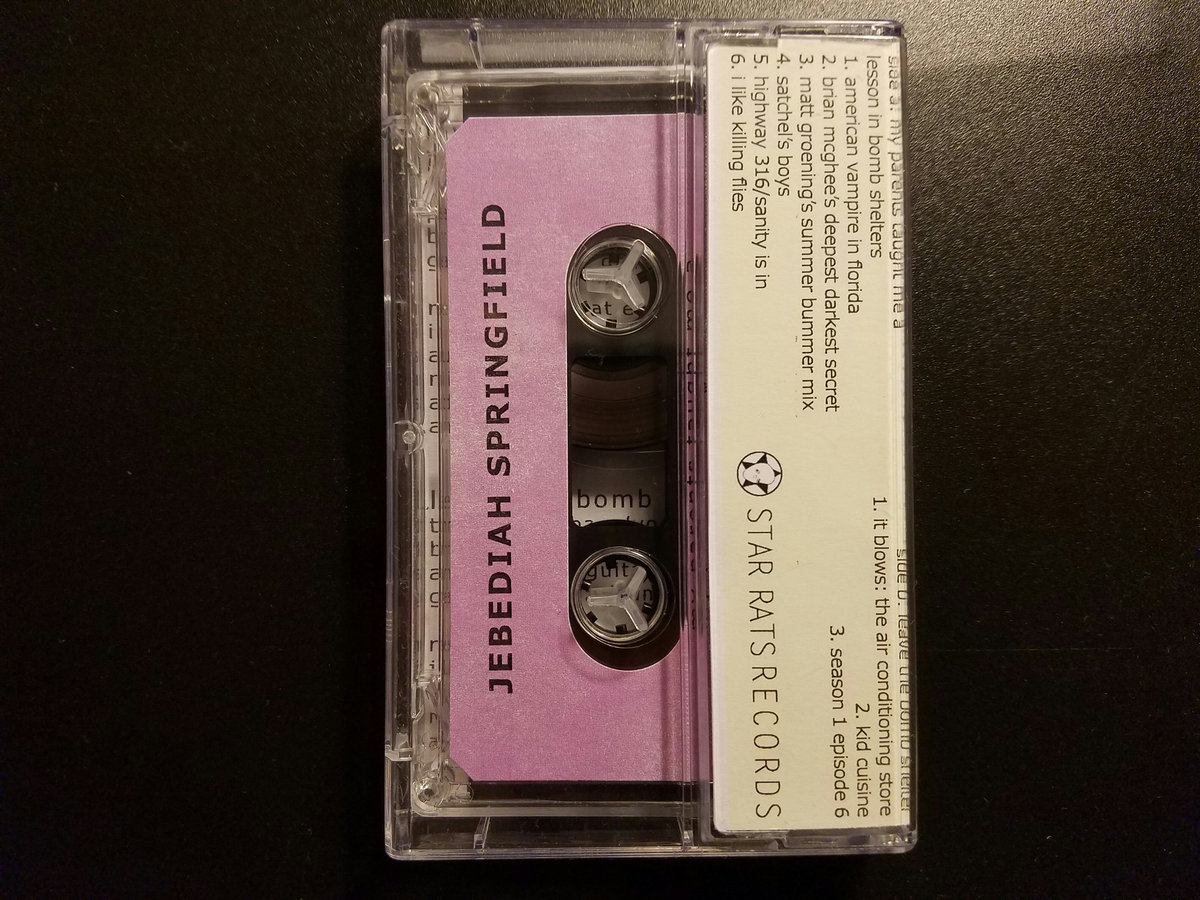 JEBEDIAH SPRINGFIELD
side a: my parents taught me a
lesson in bomb shelters
1. american vampire in florida
2. brian mcghee's deepest darkest secret
3. matt groening's summer bummer mix
4. satchel's boys
5. highway 316/sanity is in
6. i like killing flies
side b: leave the bomb shelter
1. it blows: the air conditioning store
2. kid cuisine
3. season 1 episode 6
STAR RATS RECORDS
at
bomb